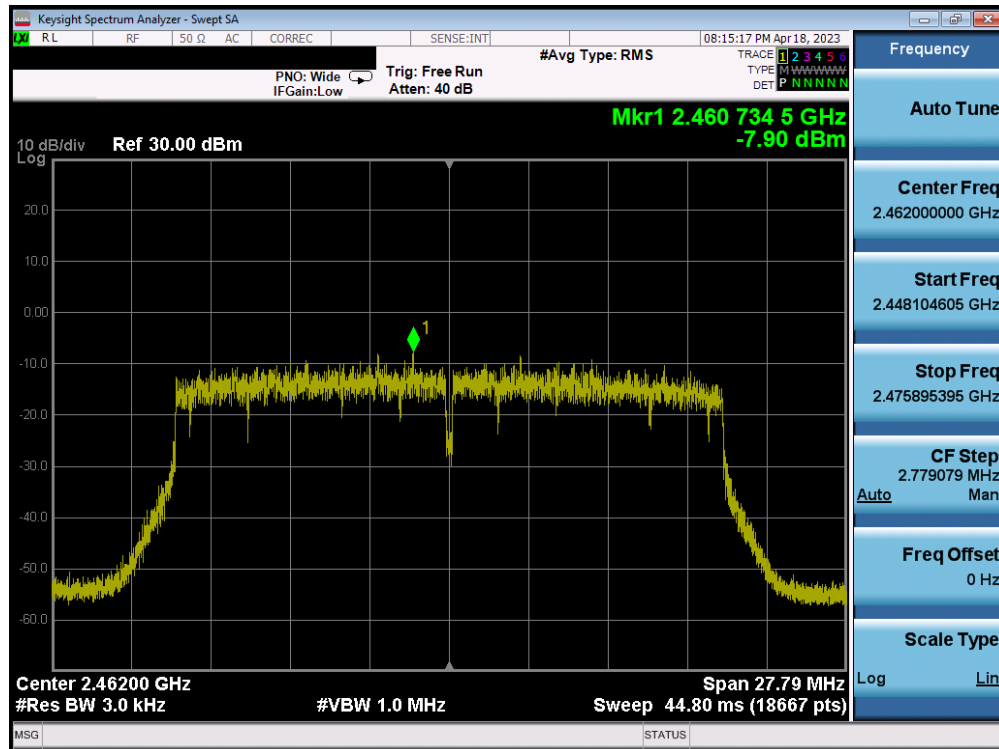 Keysight Spectrum Analyzer - Swept SA
LXI RL RF 50 Ω AC CORREC SENSE:INT 08:15:17 PM Apr 18, 2023
#Avg Type: RMS
TRACE 1 2 3 4 5 6
PNO: Wide Trig: Free Run
TYPE M W W W W W
IFGain:Low Atten: 40 dB
DET P N N N N N
Mkr1 2.460 734 5 GHz
-7.90 dBm
10 dB/div Ref 30.00 dBm
Log
20.0
10.0
0.00
1
-10.0
-20.0
-30.0
-40.0
-50.0
-60.0
Center 2.46200 GHz Span 27.79 MHz
#Res BW 3.0 kHz #VBW 1.0 MHz Sweep 44.80 ms (18667 pts)
MSG STATUS
Frequency
Auto Tune
Center Freq
2.462000000 GHz
Start Freq
2.448104605 GHz
Stop Freq
2.475895395 GHz
CF Step
2.779079 MHz
Auto Man
Freq Offset
0 Hz
Scale Type
Log Lin